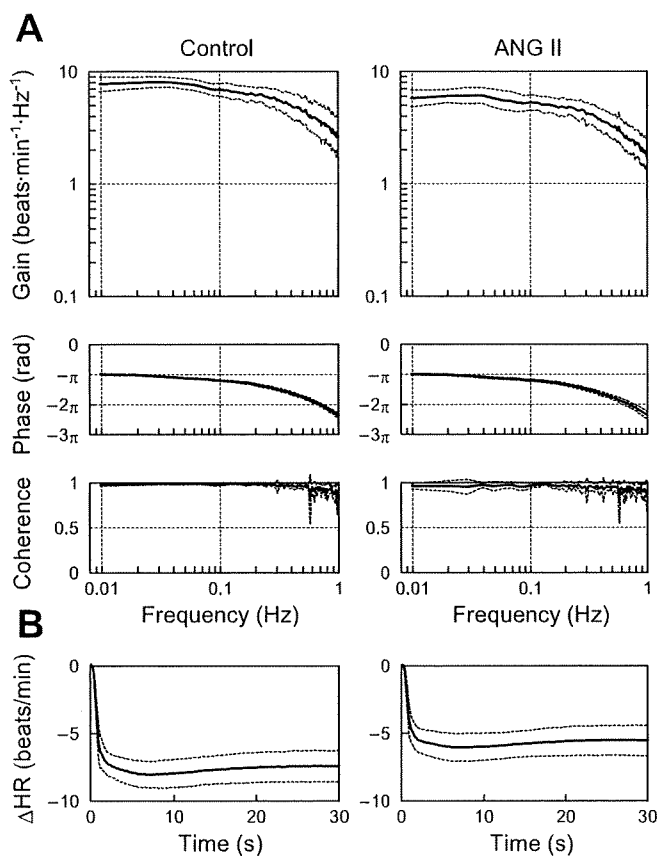 A
Control
ANG II
Gain (beats·min⁻¹·Hz⁻¹)
10
1
0.1
10
1
0.1
Phase (rad)
0
−π
−2π
−3π
0
−π
−2π
−3π
Coherence
1
0.5
0
1
0.5
0
0.01 0.1 1
0.01 0.1 1
Frequency (Hz)
Frequency (Hz)
B
ΔHR (beats/min)
0
−5
−10
0
−5
−10
0 10 20 30
0 10 20 30
Time (s)
Time (s)